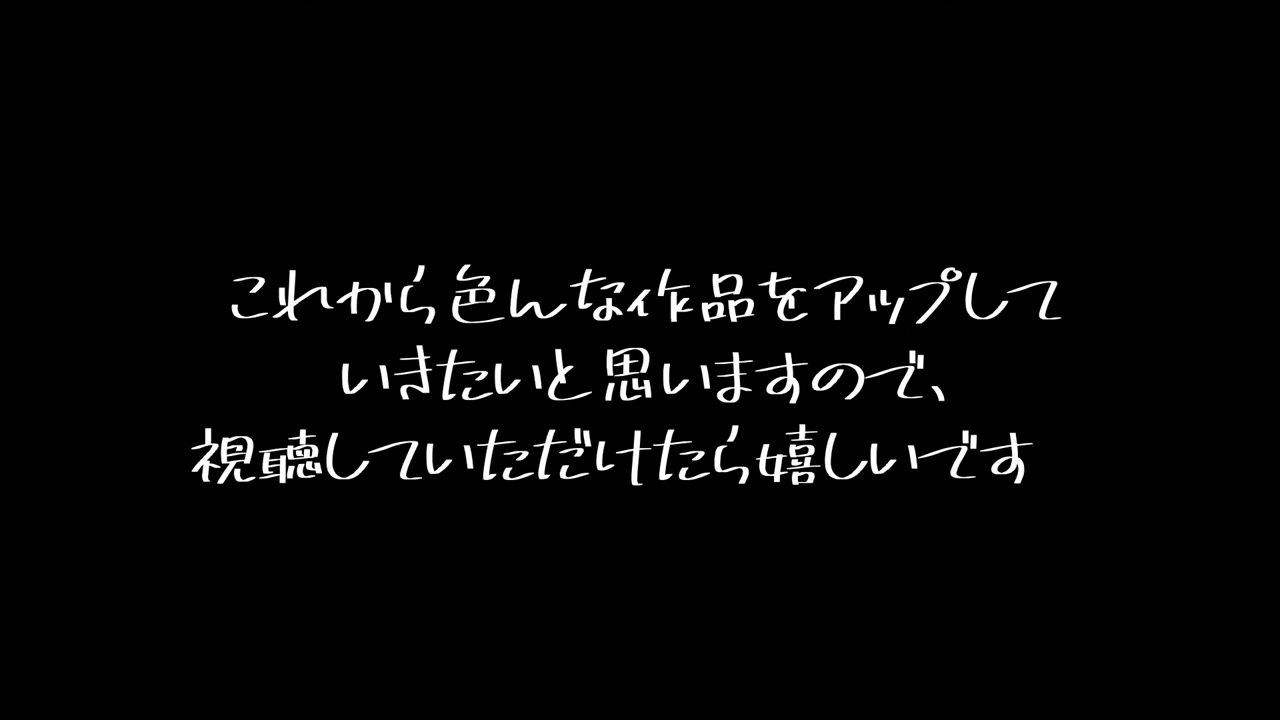 これから色んな作品をアップして
いきたいと思いますので、
視聴していただけたら嬉しいです